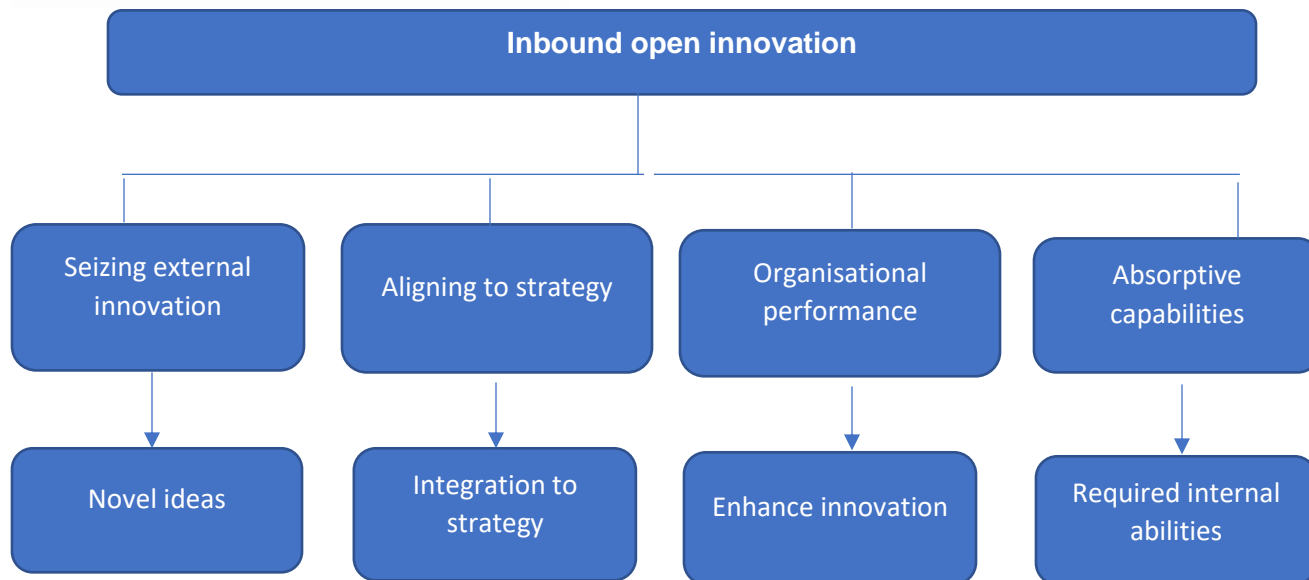 Inbound open innovation
Seizing external
innovation
Aligning to strategy
Organisational
performance
Absorptive
capabilities
Novel ideas
Integration to
strategy
Enhance innovation
Required internal
abilities